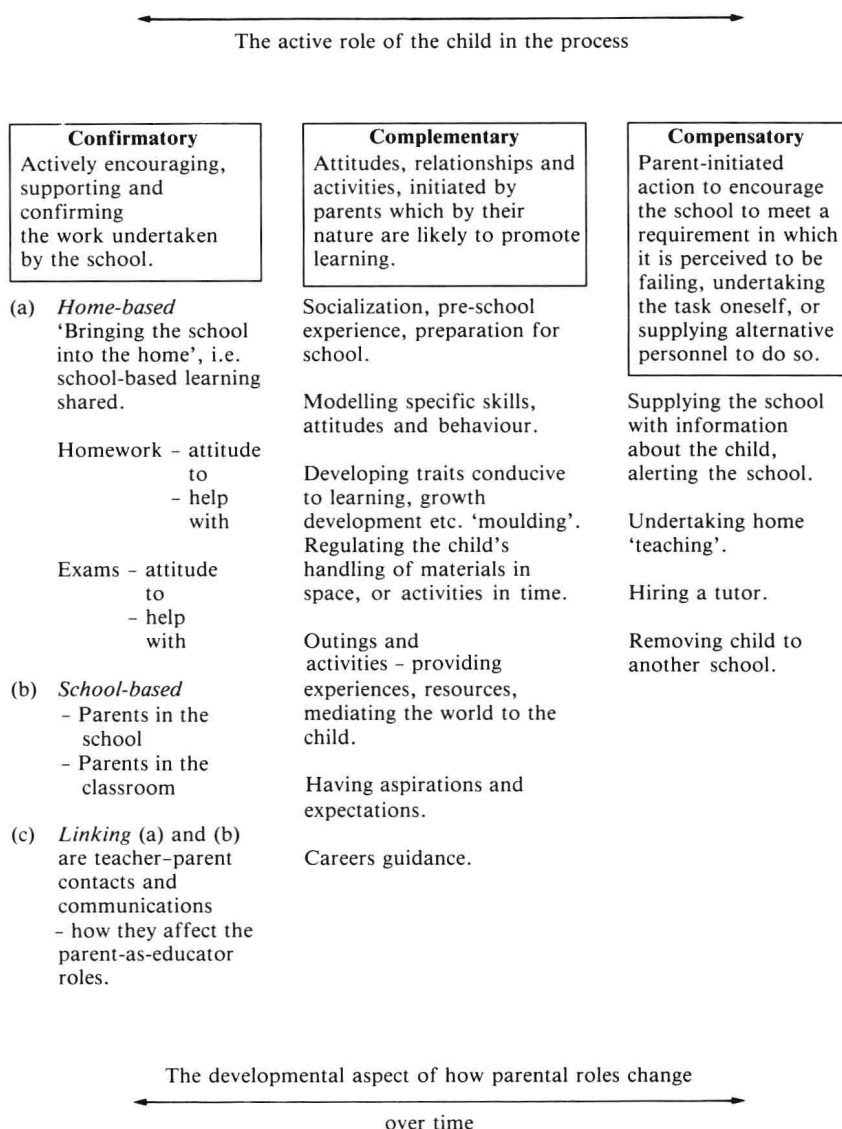 The active role of the child in the process
Confirmatory
Actively encouraging,
supporting and
confirming
the work undertaken
by the school.
(a) Home-based
‘Bringing the school
into the home’, i.e.
school-based learning
shared.
Homework – attitude
to
– help
with
Exams – attitude
to
– help
with
(b) School-based
– Parents in the
school
– Parents in the
classroom
(c) Linking (a) and (b)
are teacher–parent
contacts and
communications
– how they affect the
parent-as-educator
roles.
Complementary
Attitudes, relationships and
activities, initiated by
parents which by their
nature are likely to promote
learning.
Socialization, pre-school
experience, preparation for
school.
Modelling specific skills,
attitudes and behaviour.
Developing traits conducive
to learning, growth
development etc. ‘moulding’.
Regulating the child’s
handling of materials in
space, or activities in time.
Outings and
activities – providing
experiences, resources,
mediating the world to the
child.
Having aspirations and
expectations.
Careers guidance.
Compensatory
Parent-initiated
action to encourage
the school to meet a
requirement in which
it is perceived to be
failing, undertaking
the task oneself, or
supplying alternative
personnel to do so.
Supplying the school
with information
about the child,
alerting the school.
Undertaking home
‘teaching’.
Hiring a tutor.
Removing child to
another school.
The developmental aspect of how parental roles change
over time